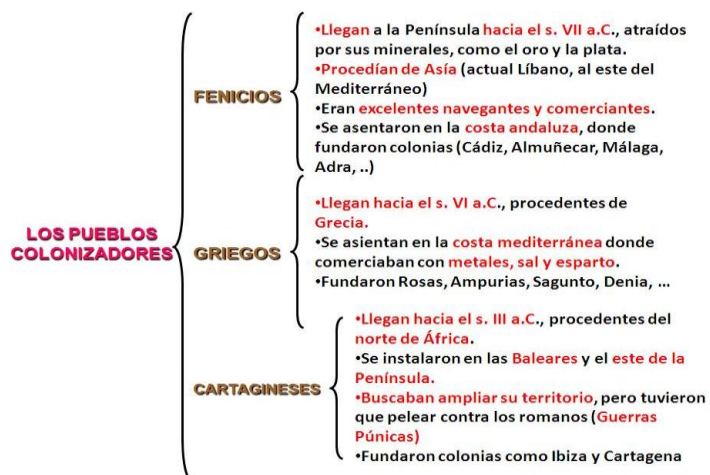 LOS PUEBLOS
COLONIZADORES
FENICIOS
•Llegan a la Península hacia el s. VII a.C., atraídos
por sus minerales, como el oro y la plata.
•Procedían de Asía (actual Líbano, al este del
Mediterráneo)
•Eran excelentes navegantes y comerciantes.
•Se asentaron en la costa andaluza, donde
fundaron colonias (Cádiz, Almuñecar, Málaga,
Adra, ..)
GRIEGOS
•Llegan hacia el s. VI a.C., procedentes de
Grecia.
•Se asientan en la costa mediterránea donde
comerciaban con metales, sal y esparto.
•Fundaron Rosas, Ampurias, Sagunto, Denia, ...
CARTAGINESES
•Llegan hacia el s. III a.C., procedentes del
norte de África.
•Se instalaron en las Baleares y el este de la
Península.
•Buscaban ampliar su territorio, pero tuvieron
que pelear contra los romanos (Guerras
Púnicas)
•Fundaron colonias como Ibiza y Cartagena